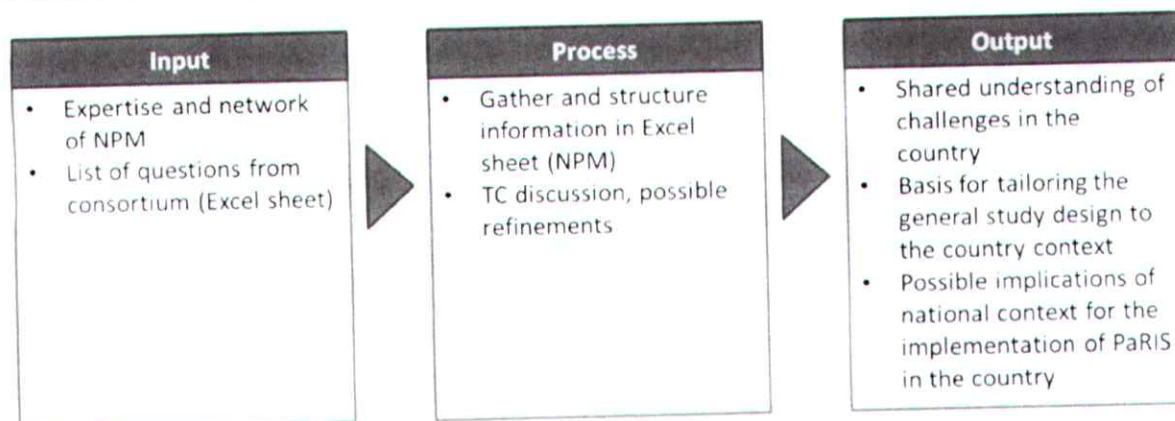 Input
• Expertise and network
of NPM
• List of questions from
consortium (Excel sheet)
Process
• Gather and structure
information in Excel
sheet (NPM)
• TC discussion, possible
refinements
Output
• Shared understanding of
challenges in the
country
• Basis for tailoring the
general study design to
the country context
• Possible implications of
national context for the
implementation of PaRIS
in the country